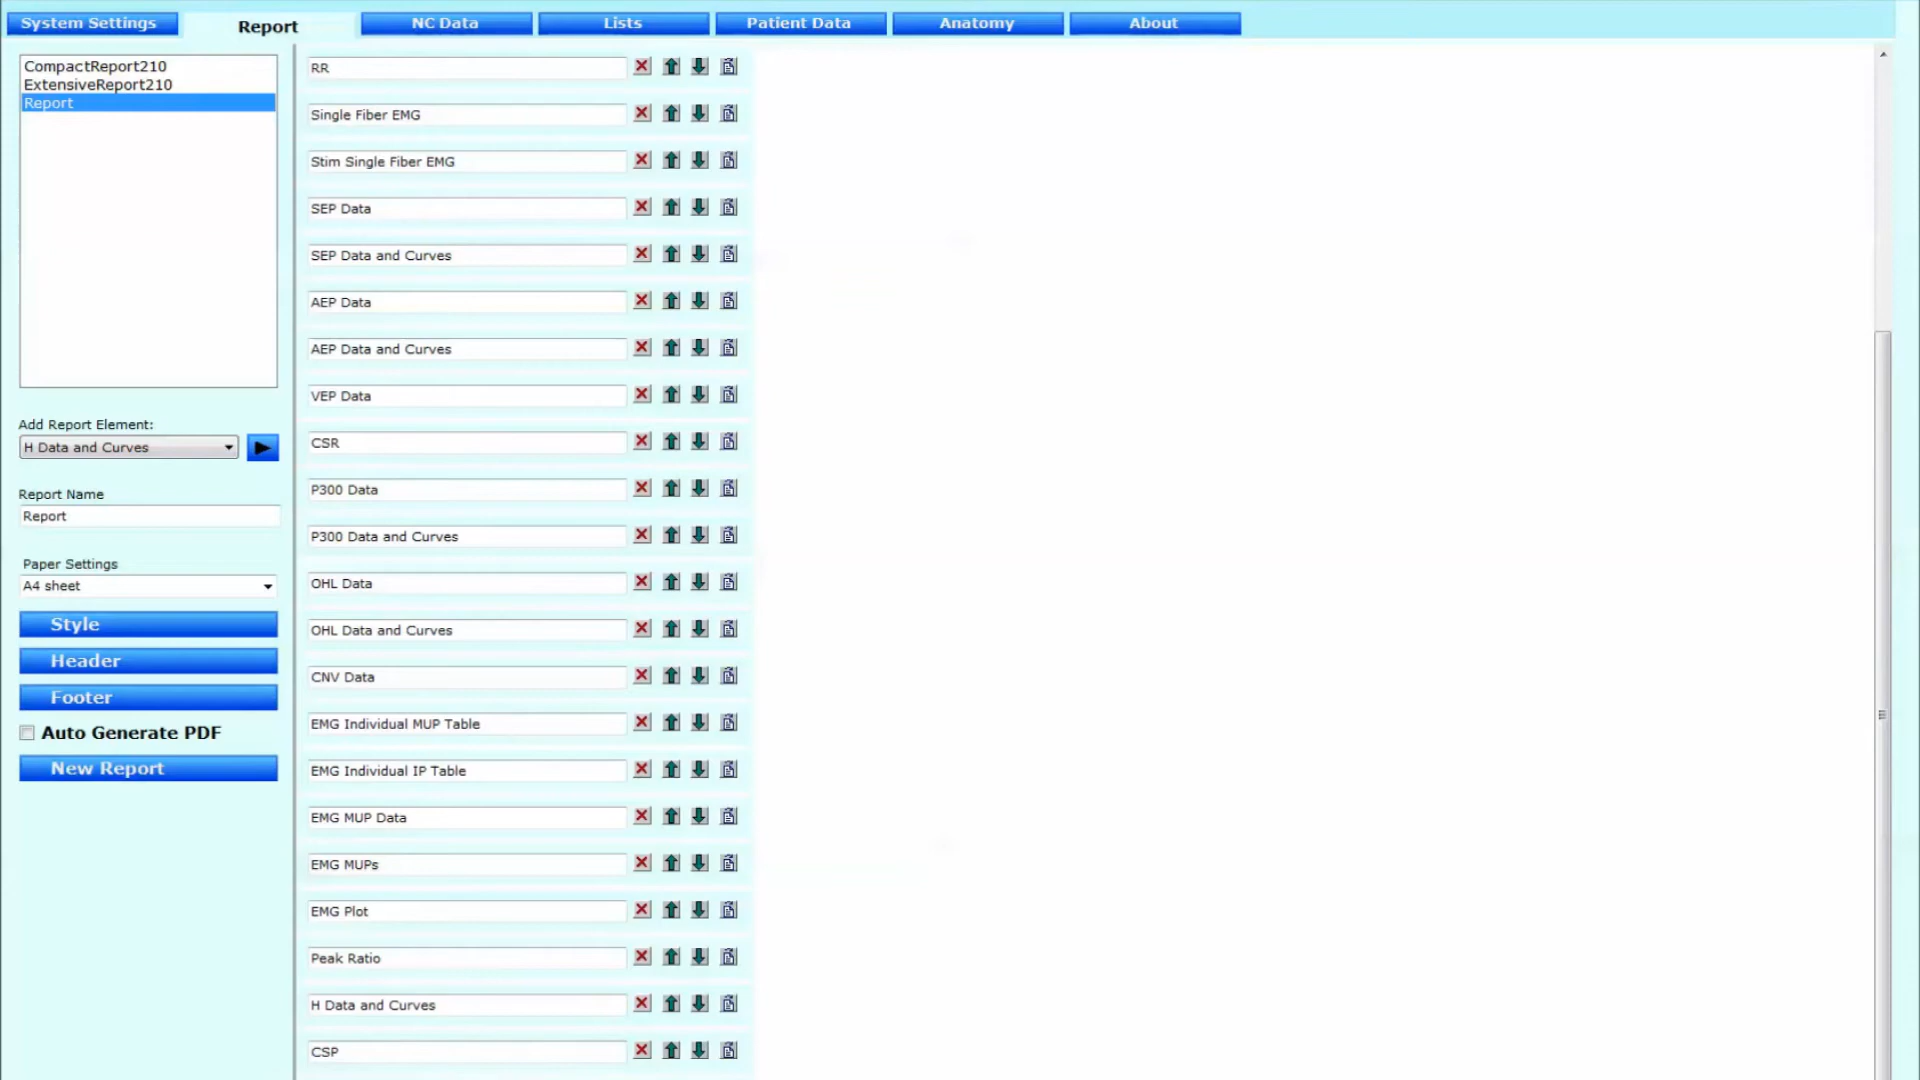 System Settings
Report
NC Data
Lists
Patient Data
Anatomy
About
CompactReport210
ExtensiveReport210
Report
Add Report Element:
H Data and Curves
Report Name
Report
Paper Settings
A4 sheet
Style
Header
Footer
Auto Generate PDF
New Report
RR
Single Fiber EMG
Stim Single Fiber EMG
SEP Data
SEP Data and Curves
AEP Data
AEP Data and Curves
VEP Data
CSR
P300 Data
P300 Data and Curves
OHL Data
OHL Data and Curves
CNV Data
EMG Individual MUP Table
EMG Individual IP Table
EMG MUP Data
EMG MUPs
EMG Plot
Peak Ratio
H Data and Curves
CSP